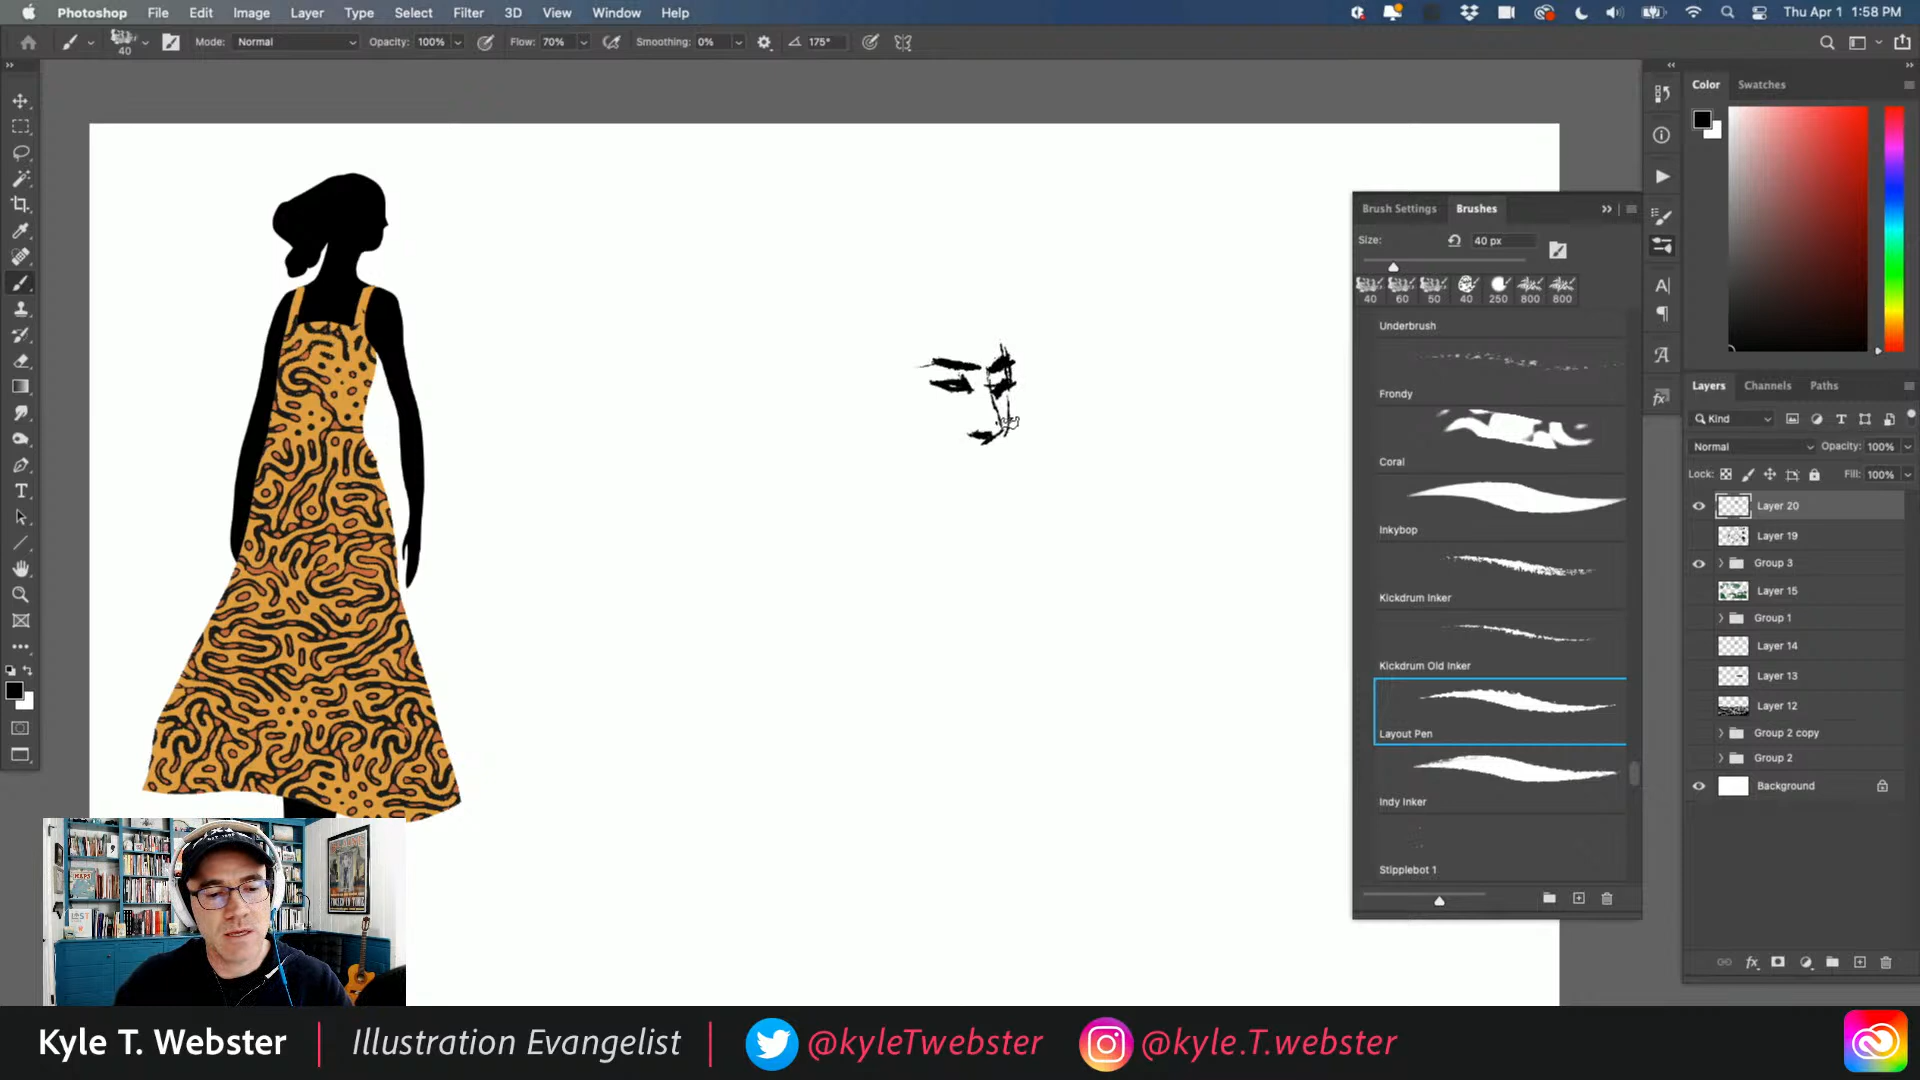 Photoshop File Edit Image Layer Type Select Filter 3D View Window Help Thu Apr 1 1:58 PM
40 Mode: Normal Opacity: 100% Flow: 70% Smoothing: 0% 175°
Color Swatches
Brush Settings Brushes
Size: 40 px
40 60 50 40 250 800 800
Underbrush
Frondy
Coral
Inkybop
Kickdrum Inker
Kickdrum Old Inker
Layout Pen
Indy Inker
Stipplebot 1
Layers Channels Paths
Kind
Normal Opacity: 100%
Lock: Fill: 100%
Layer 20
Layer 19
Group 3
Layer 15
Group 1
Layer 14
Layer 13
Layer 12
Group 2 copy
Group 2
Background
Kyle T. Webster | Illustration Evangelist | @kyleTwebster @kyle.T.webster